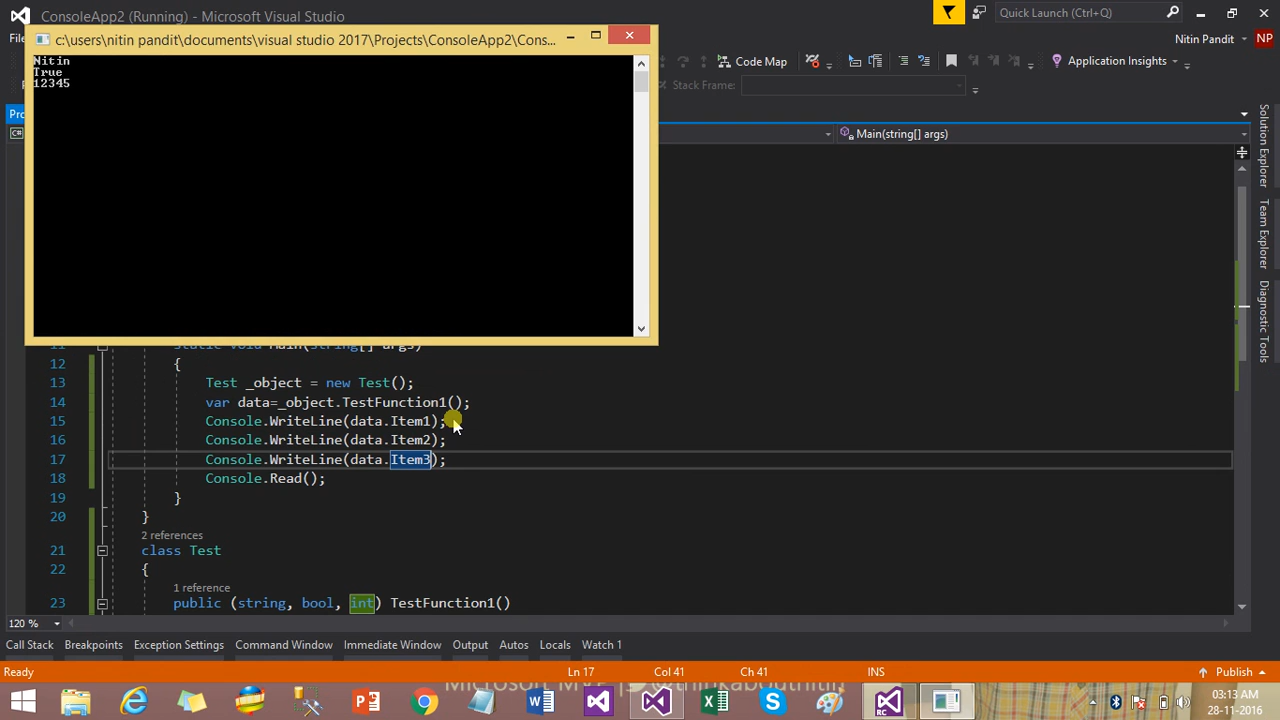 ConsoleApp2 (Running) - Microsoft Visual Studio
Quick Launch (Ctrl+Q)
c:\users\nitin pandit\documents\visual studio 2017\Projects\ConsoleApp2\Cons...
Nitin Pandit
NP
Code Map
Application Insights
Stack Frame:
Main(string[] args)
Nitin
True
12345
Solution Explorer
Team Explorer
Diagnostic Tools
12 {
13 Test _object = new Test();
14 var data=_object.TestFunction1();
15 Console.WriteLine(data.Item1);
16 Console.WriteLine(data.Item2);
17 Console.WriteLine(data.Item3);
18 Console.Read();
19 }
20 }
2 references
21 class Test
22 {
1 reference
23 public (string, bool, int) TestFunction1()
120 %
Call Stack Breakpoints Exception Settings Command Window Immediate Window Output Autos Locals Watch 1
Ready Ln 17 Col 41 Ch 41 INS Publish
03:13 AM
28-11-2016